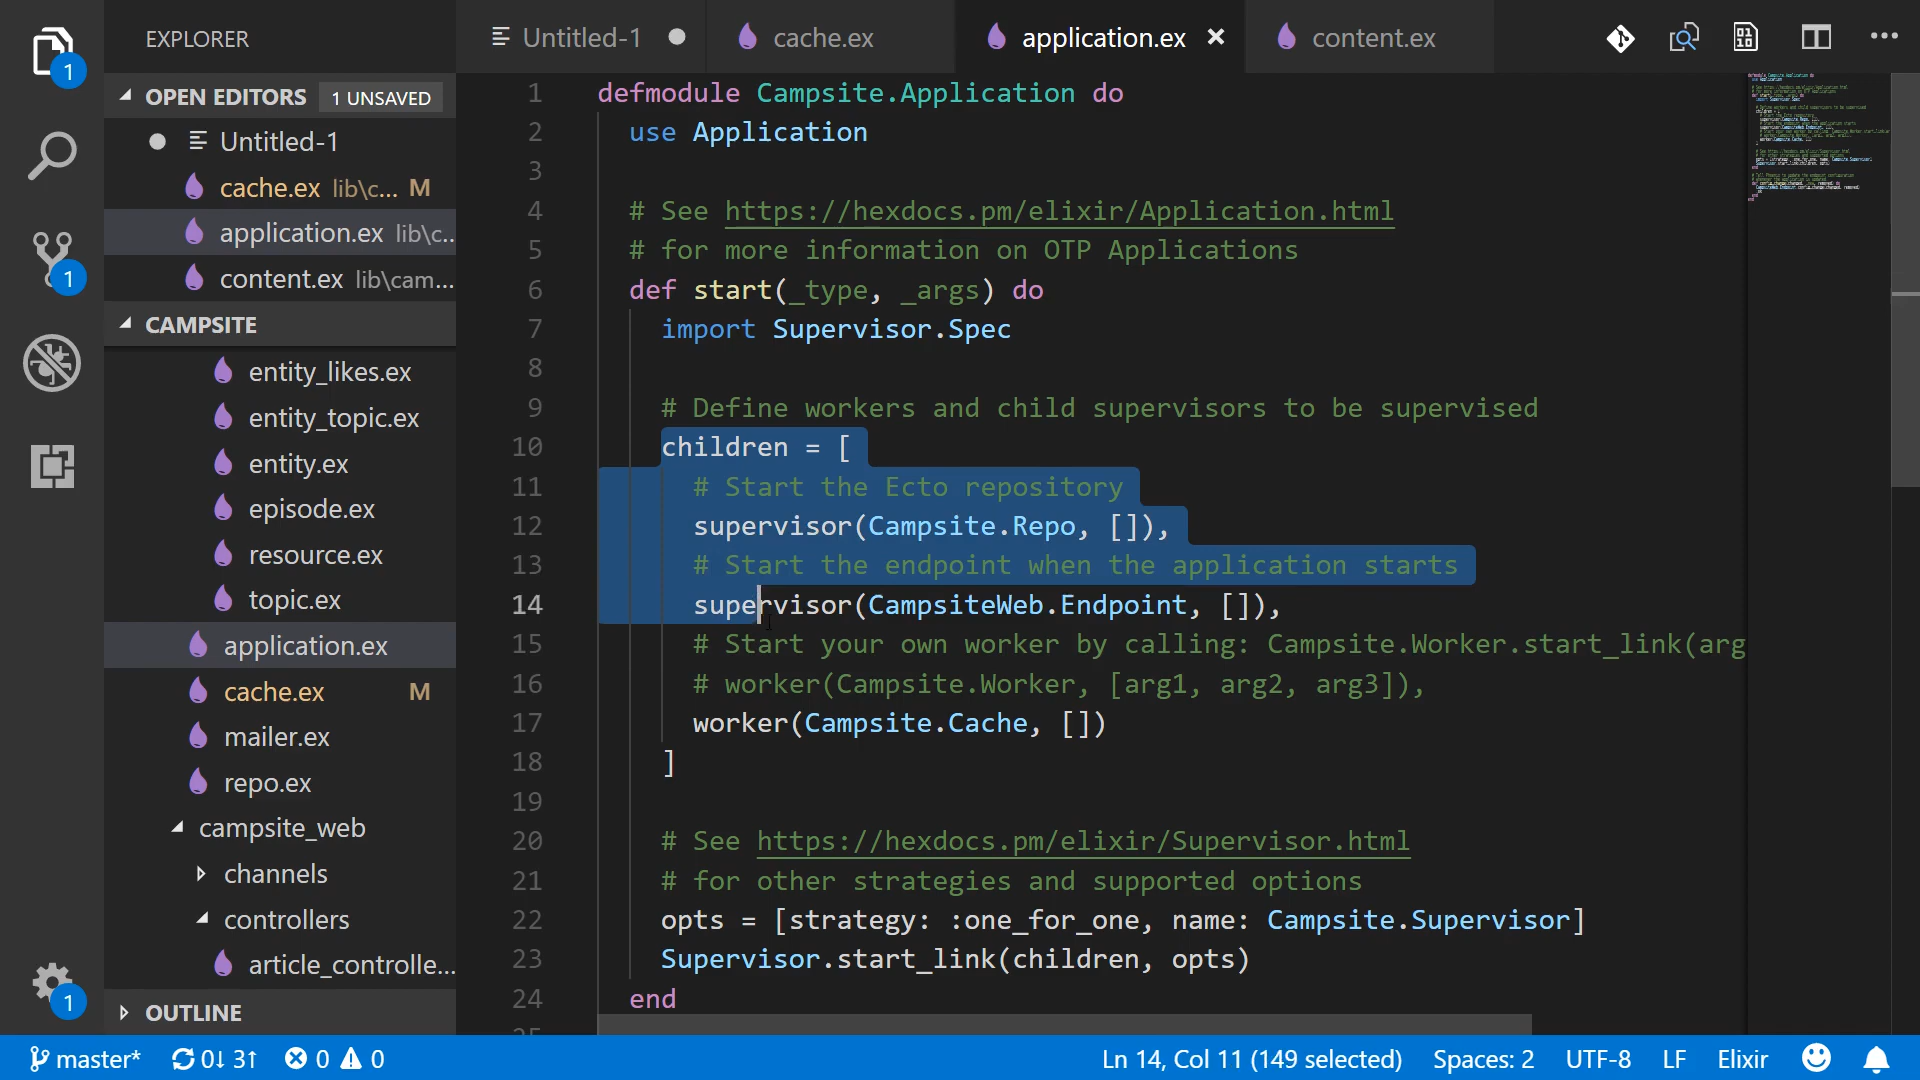 EXPLORER
Untitled-1
cache.ex
application.ex
content.ex
1
OPEN EDITORS 1 UNSAVED
Untitled-1
cache.ex lib\c... M
application.ex lib\c...
content.ex lib\cam...
1
CAMPSITE
entity_likes.ex
entity_topic.ex
entity.ex
episode.ex
resource.ex
topic.ex
application.ex
cache.ex M
mailer.ex
repo.ex
campsite_web
channels
controllers
article_controlle...
1
OUTLINE
1 defmodule Campsite.Application do
2 use Application
3
4 # See https://hexdocs.pm/elixir/Application.html
5 # for more information on OTP Applications
6 def start(_type, _args) do
7 import Supervisor.Spec
8
9 # Define workers and child supervisors to be supervised
10 children = [
11 # Start the Ecto repository
12 supervisor(Campsite.Repo, []),
13 # Start the endpoint when the application starts
14 supervisor(CampsiteWeb.Endpoint, []),
15 # Start your own worker by calling: Campsite.Worker.start_link(arg
16 # worker(Campsite.Worker, [arg1, arg2, arg3]),
17 worker(Campsite.Cache, [])
18 ]
19
20 # See https://hexdocs.pm/elixir/Supervisor.html
21 # for other strategies and supported options
22 opts = [strategy: :one_for_one, name: Campsite.Supervisor]
23 Supervisor.start_link(children, opts)
24 end
25
master* 0↓ 3↑ 0 0 Ln 14, Col 11 (149 selected) Spaces: 2 UTF-8 LF Elixir